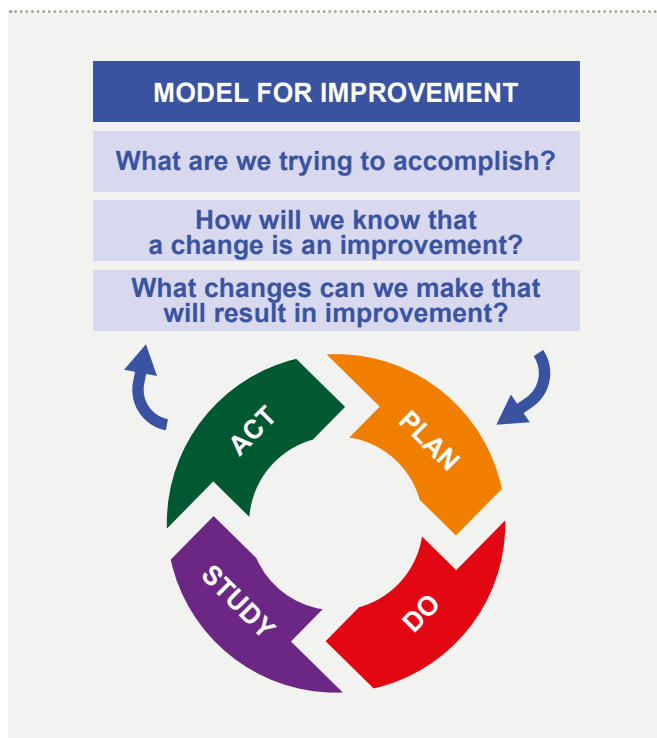 MODEL FOR IMPROVEMENT
What are we trying to accomplish?
How will we know that
a change is an improvement?
What changes can we make that
will result in improvement?
ACT
PLAN
STUDY
DO